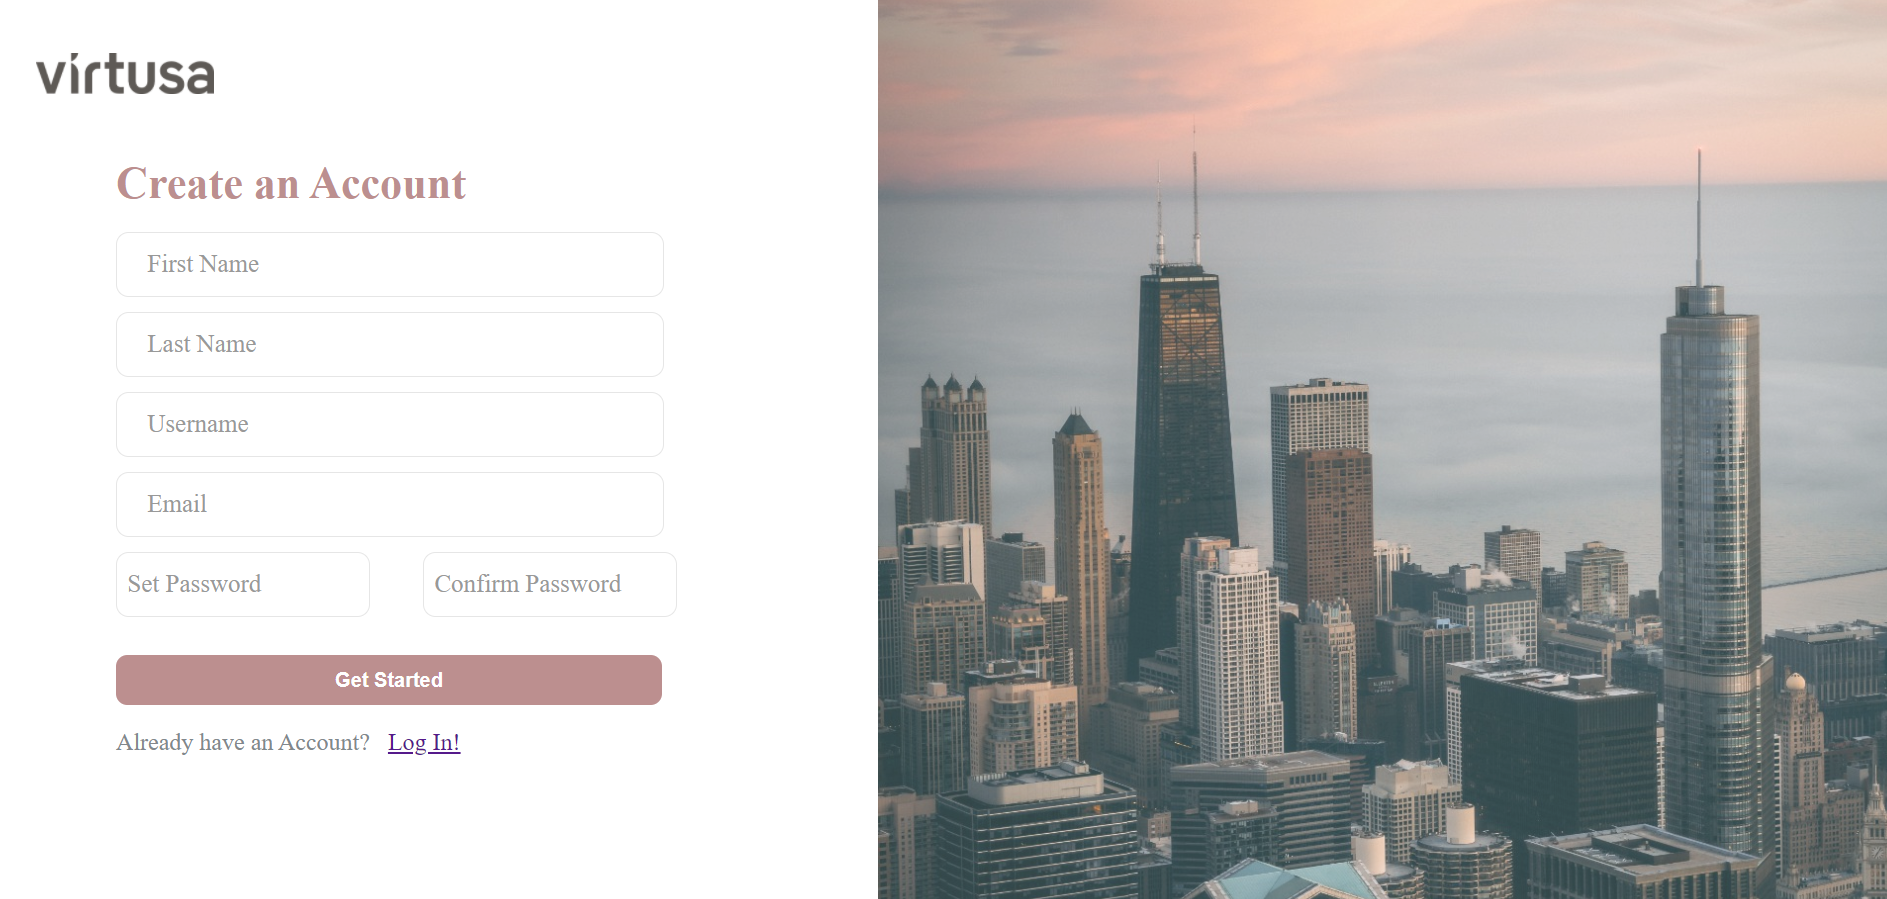 virtusa
Create an Account
First Name
Last Name
Username
Email
Set Password Confirm Password
Get Started
Already have an Account? Log In!